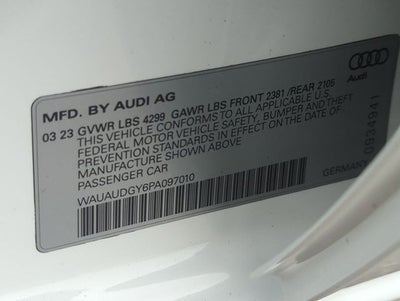 MFD. BY AUDI AG
03 23 GVWR LBS 4299 GAWR LBS FRONT 2381 /REAR 2105
THIS VEHICLE CONFORMS TO ALL APPLICABLE U.S.
FEDERAL MOTOR VEHICLE SAFETY, BUMPER AND THEFT
PREVENTION STANDARDS IN EFFECT ON THE DATE OF
MANUFACTURE SHOWN ABOVE
PASSENGER CAR
WAUAUDGY6PA097010
GERMANY
0934941
Audi